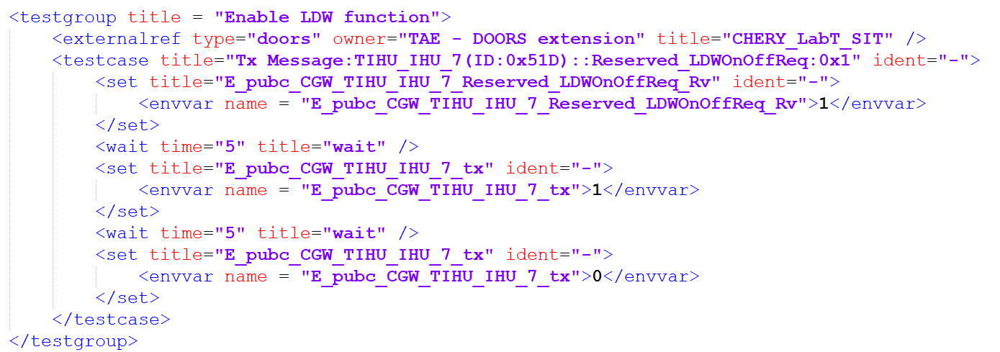 <testgroup title = "Enable LDW function">
<externalref type="doors" owner="TAE - DOORS extension" title="CHERY_LabT_SIT" />
<testcase title="Tx Message:TIHU_IHU_7(ID:0x51D)::Reserved_LDWOnOffReq:0x1" ident="-">
<set title="E_pubc_CGW_TIHU_IHU_7_Reserved_LDWOnOffReq_Rv" ident="-">
<envvar name = "E_pubc_CGW_TIHU_IHU_7_Reserved_LDWOnOffReq_Rv">1</envvar>
</set>
<wait time="5" title="wait" />
<set title="E_pubc_CGW_TIHU_IHU_7_tx" ident="-">
<envvar name = "E_pubc_CGW_TIHU_IHU_7_tx">1</envvar>
</set>
<wait time="5" title="wait" />
<set title="E_pubc_CGW_TIHU_IHU_7_tx" ident="-">
<envvar name = "E_pubc_CGW_TIHU_IHU_7_tx">0</envvar>
</set>
</testcase>
</testgroup>